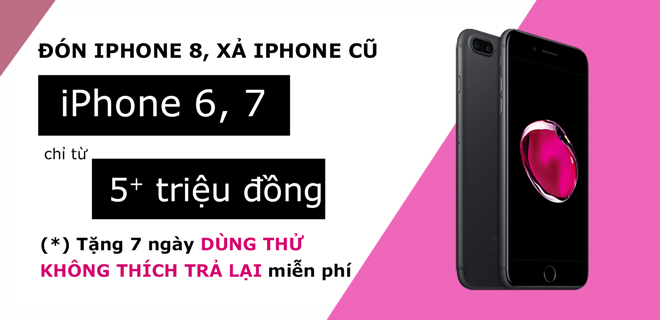 ĐÓN IPHONE 8, XẢ IPHONE CŨ
iPhone 6, 7
chỉ từ
5+ triệu đồng
(*) Tặng 7 ngày DÙNG THỬ
KHÔNG THÍCH TRẢ LẠI miễn phí